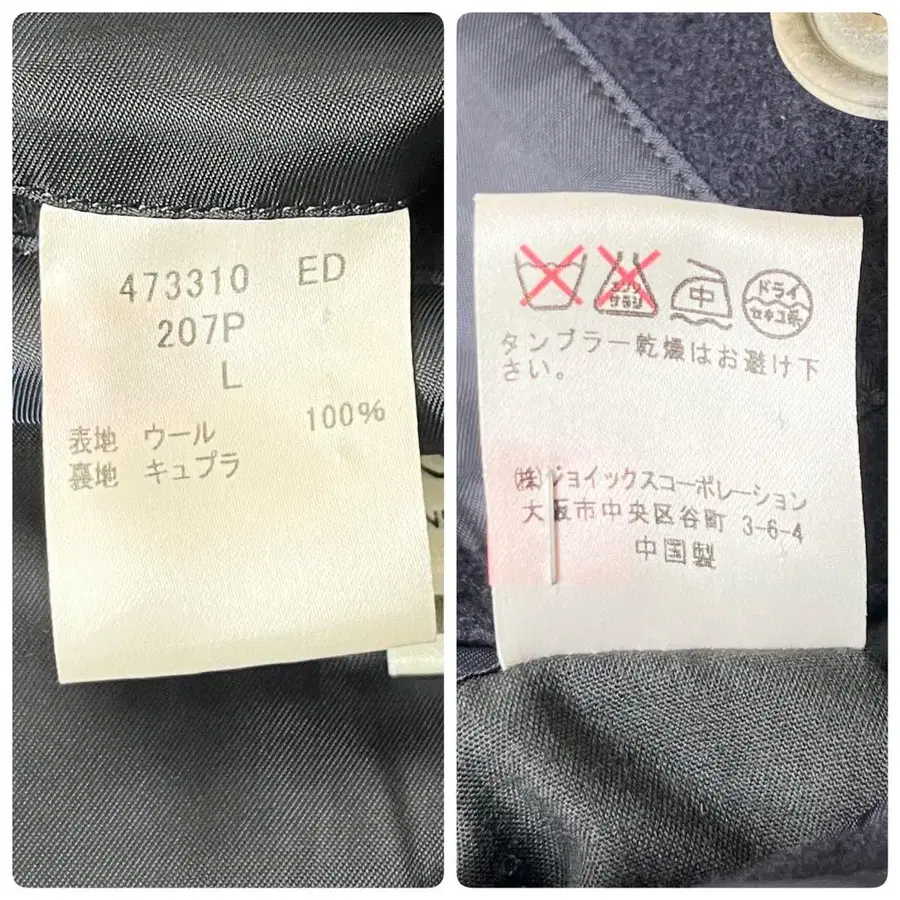 473310 ED
207P
L
表地 ウール 100%
裏地 キュプラ
エンソ
サラシ
中
ドライ
セキユ系
タンブラー乾燥はお避け下
さい。
(株)ジョイックスコーポレーション
大阪市中央区谷町 3-6-4
中国製